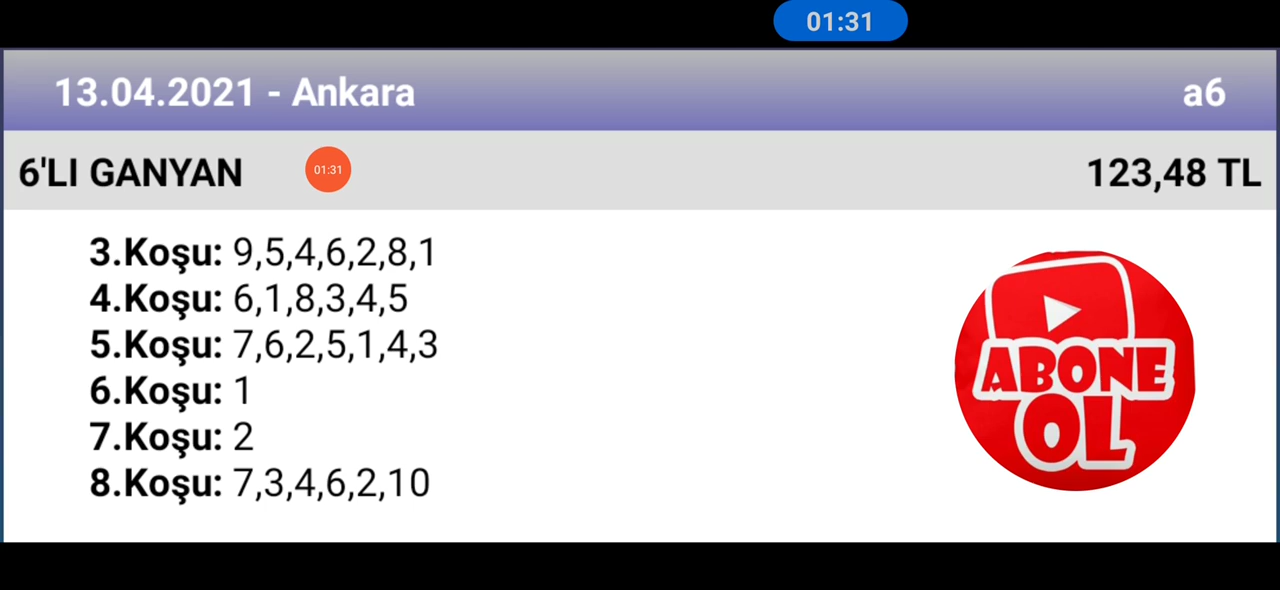 01:31
13.04.2021 - Ankara a6
6'LI GANYAN 01:31 123,48 TL
3.Koşu: 9,5,4,6,2,8,1
4.Koşu: 6,1,8,3,4,5
5.Koşu: 7,6,2,5,1,4,3
6.Koşu: 1
7.Koşu: 2
8.Koşu: 7,3,4,6,2,10
ABONE
OL